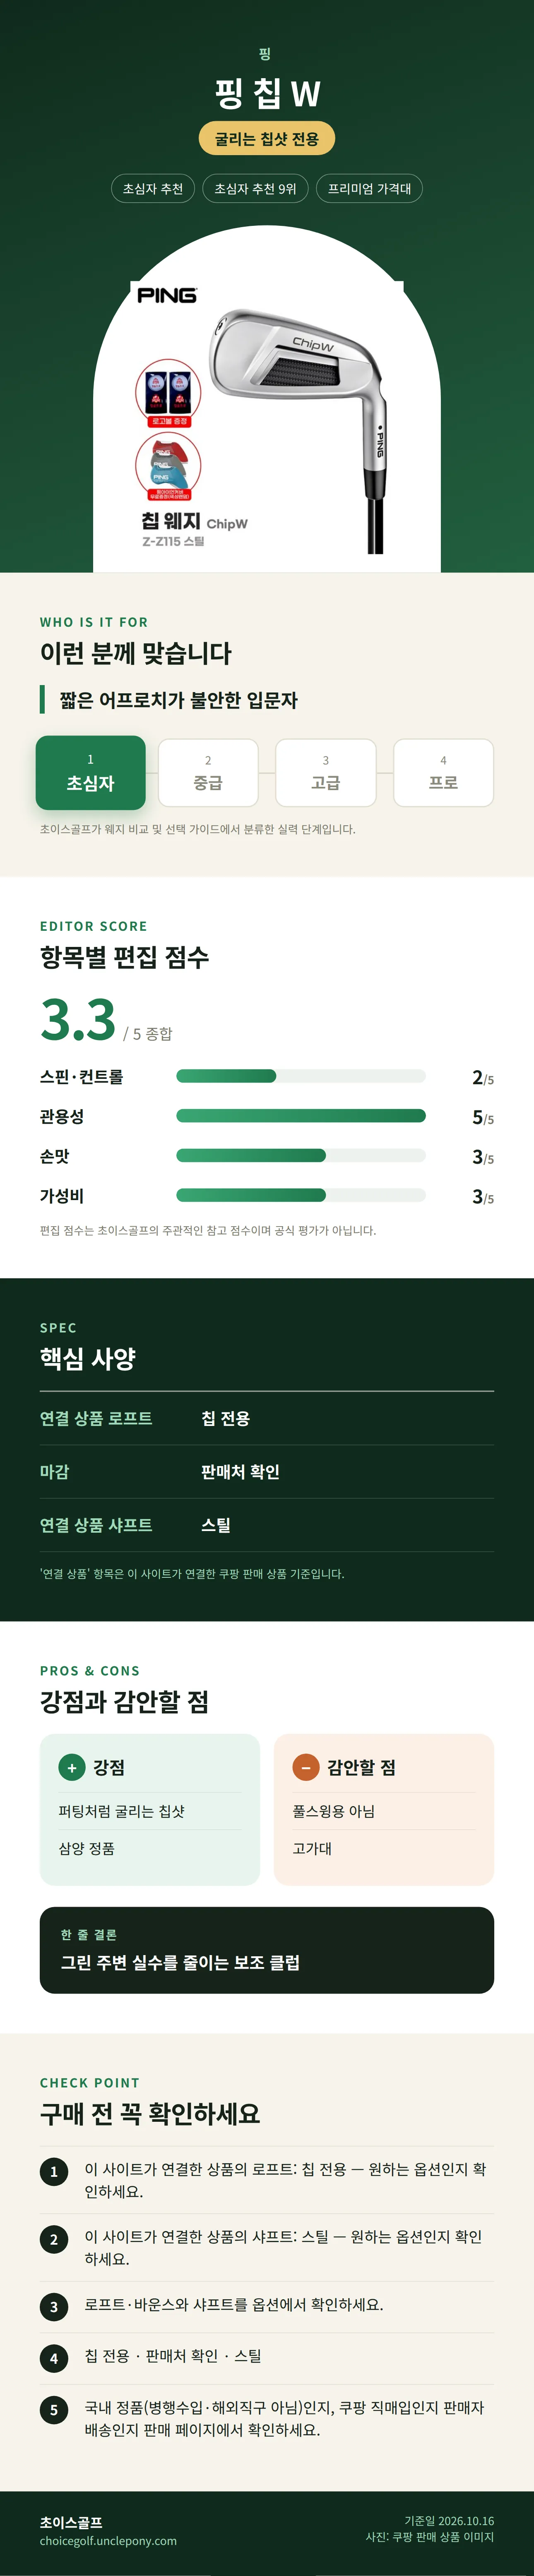 핑
핑 칩 W
굴리는 칩샷 전용
초심자 추천
초심자 추천 9위
프리미엄 가격대
PING
ChipW
PING
로고볼 증정
칩 웨지 ChipW
Z-Z115 스틸
WHO IS IT FOR
이런 분께 맞습니다
짧은 어프로치가 불안한 입문자
1
초심자
2
중급
3
고급
4
프로
초이스골프가 웨지 비교 및 선택 가이드에서 분류한 실력 단계입니다.
EDITOR SCORE
항목별 편집 점수
3.3 / 5 종합
스핀·컨트롤 2/5
관용성 5/5
손맛 3/5
가성비 3/5
편집 점수는 초이스골프의 주관적인 참고 점수이며 공식 평가가 아닙니다.
SPEC
핵심 사양
연결 상품 로프트 칩 전용
마감 판매처 확인
연결 상품 샤프트 스틸
'연결 상품' 항목은 이 사이트가 연결한 쿠팡 판매 상품 기준입니다.
PROS & CONS
강점과 감안할 점
+ 강점
퍼팅처럼 굴리는 칩샷
삼양 정품
− 감안할 점
풀스윙용 아님
고가대
한 줄 결론
그린 주변 실수를 줄이는 보조 클럽
CHECK POINT
구매 전 꼭 확인하세요
1 이 사이트가 연결한 상품의 로프트: 칩 전용 — 원하는 옵션인지 확
인하세요.
2 이 사이트가 연결한 상품의 샤프트: 스틸 — 원하는 옵션인지 확인
하세요.
3 로프트·바운스와 샤프트를 옵션에서 확인하세요.
4 칩 전용 · 판매처 확인 · 스틸
5 국내 정품(병행수입·해외직구 아님)인지, 쿠팡 직매입인지 판매자
배송인지 판매 페이지에서 확인하세요.
초이스골프
choicegolf.unclepony.com
기준일 2026.10.16
사진: 쿠팡 판매 상품 이미지